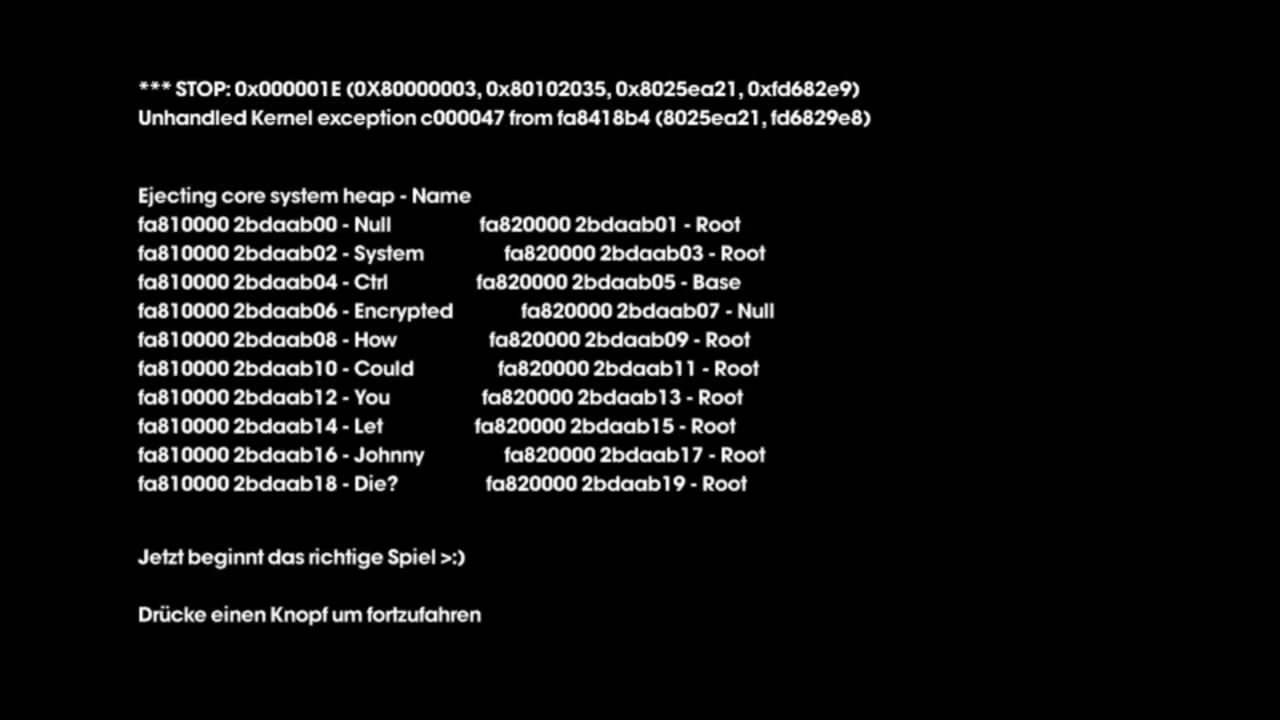 *** STOP: 0x000001E (0X80000003, 0x80102035, 0x8025ea21, 0xfd682e9)
Unhandled Kernel exception c000047 from fa8418b4 (8025ea21, fd6829e8)
Ejecting core system heap - Name
fa810000 2bdaab00 - Null fa820000 2bdaab01 - Root
fa810000 2bdaab02 - System fa820000 2bdaab03 - Root
fa810000 2bdaab04 - Ctrl fa820000 2bdaab05 - Base
fa810000 2bdaab06 - Encrypted fa820000 2bdaab07 - Null
fa810000 2bdaab08 - How fa820000 2bdaab09 - Root
fa810000 2bdaab10 - Could fa820000 2bdaab11 - Root
fa810000 2bdaab12 - You fa820000 2bdaab13 - Root
fa810000 2bdaab14 - Let fa820000 2bdaab15 - Root
fa810000 2bdaab16 - Johnny fa820000 2bdaab17 - Root
fa810000 2bdaab18 - Die? fa820000 2bdaab19 - Root
Jetzt beginnt das richtige Spiel >:)
Drücke einen Knopf um fortzufahren